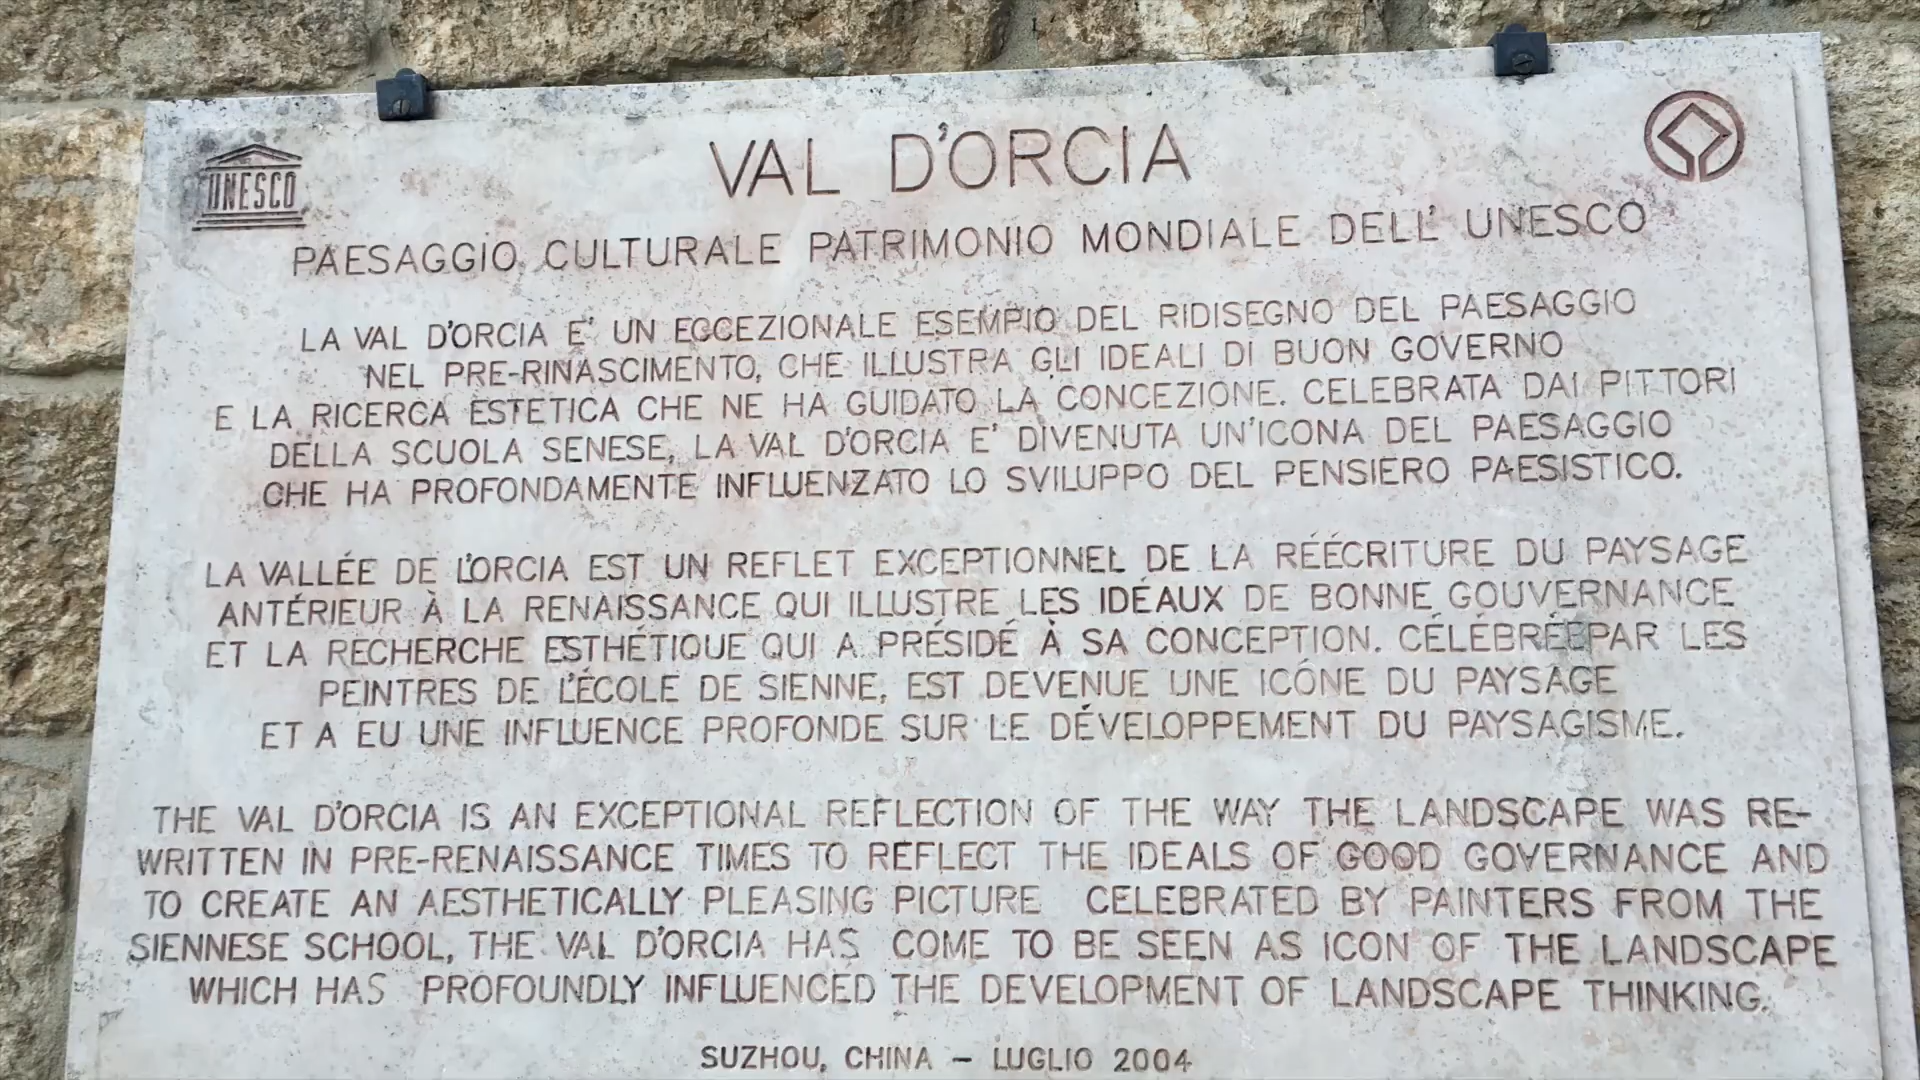 UNESCO
VAL D'ORCIA
PAESAGGIO CULTURALE PATRIMONIO MONDIALE DELL' UNESCO
LA VAL D'ORCIA E' UN ECCEZIONALE ESEMPIO DEL RIDISEGNO DEL PAESAGGIO
NEL PRE-RINASCIMENTO, CHE ILLUSTRA GLI IDEALI DI BUON GOVERNO
E LA RICERCA ESTETICA CHE NE HA GUIDATO LA CONCEZIONE. CELEBRATA DAI PITTORI
DELLA SCUOLA SENESE, LA VAL D'ORCIA E' DIVENUTA UN'ICONA DEL PAESAGGIO
CHE HA PROFONDAMENTE INFLUENZATO LO SVILUPPO DEL PENSIERO PAESISTICO.
LA VALLÉE DE L'ORCIA EST UN REFLET EXCEPTIONNEL DE LA RÉÉCRITURE DU PAYSAGE
ANTÉRIEUR À LA RENAISSANCE QUI ILLUSTRE LES IDÉAUX DE BONNE GOUVERNANCE
ET LA RECHERCHE ESTHÉTIQUE QUI A PRÉSIDÉ À SA CONCEPTION. CÉLÉBRÉE PAR LES
PEINTRES DE L'ÉCOLE DE SIENNE, EST DEVENUE UNE ICÔNE DU PAYSAGE
ET A EU UNE INFLUENCE PROFONDE SUR LE DÉVELOPPEMENT DU PAYSAGISME.
THE VAL D'ORCIA IS AN EXCEPTIONAL REFLECTION OF THE WAY THE LANDSCAPE WAS RE-
WRITTEN IN PRE-RENAISSANCE TIMES TO REFLECT THE IDEALS OF GOOD GOVERNANCE AND
TO CREATE AN AESTHETICALLY PLEASING PICTURE CELEBRATED BY PAINTERS FROM THE
SIENNESE SCHOOL, THE VAL D'ORCIA HAS COME TO BE SEEN AS ICON OF THE LANDSCAPE
WHICH HAS PROFOUNDLY INFLUENCED THE DEVELOPMENT OF LANDSCAPE THINKING.
SUZHOU, CHINA – LUGLIO 2004